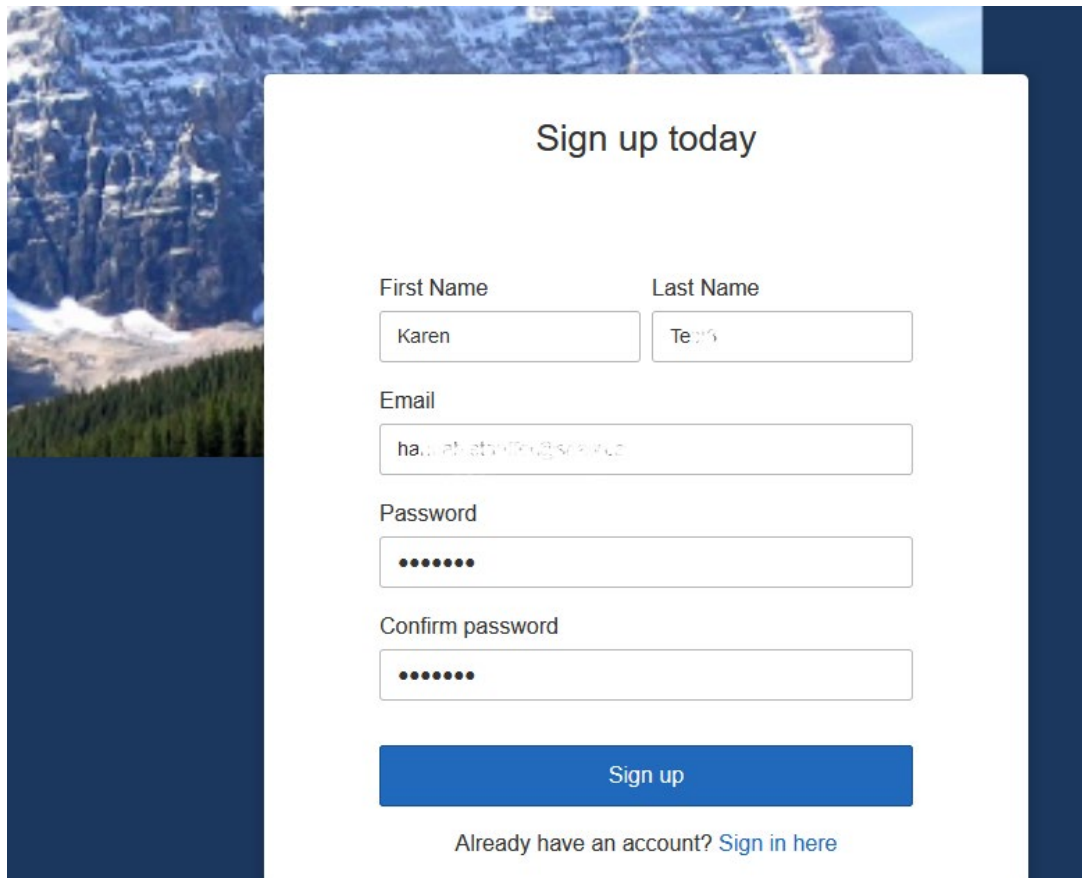 Sign up today
First Name Last Name
Karen
Email
Password
•••••••
Confirm password
•••••••
Sign up
Already have an account? Sign in here